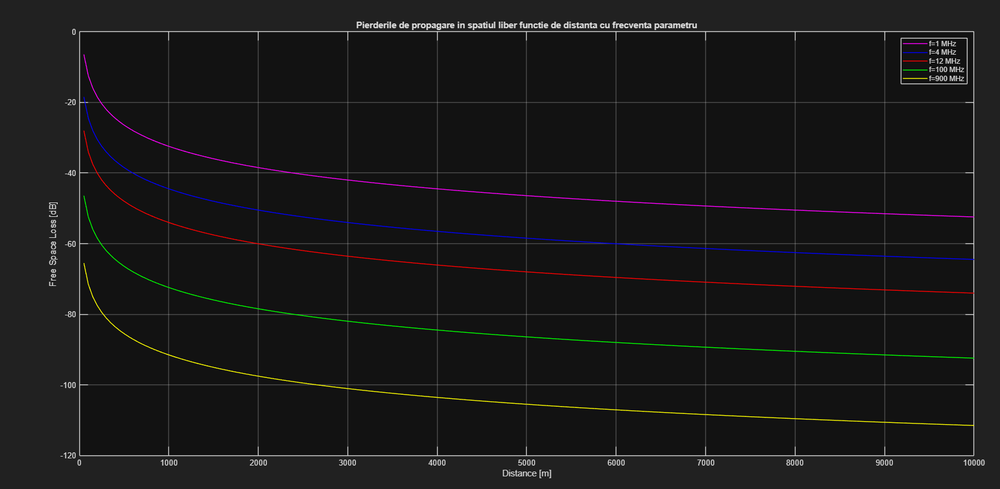 Pierderile de propagare in spatiul liber functie de distanta cu frecventa parametru
f=1 MHz
f=4 MHz
f=12 MHz
f=100 MHz
f=900 MHz
Free Space Loss [dB]
0
-20
-40
-60
-80
-100
-120
0 1000 2000 3000 4000 5000 6000 7000 8000 9000 10000
Distance [m]